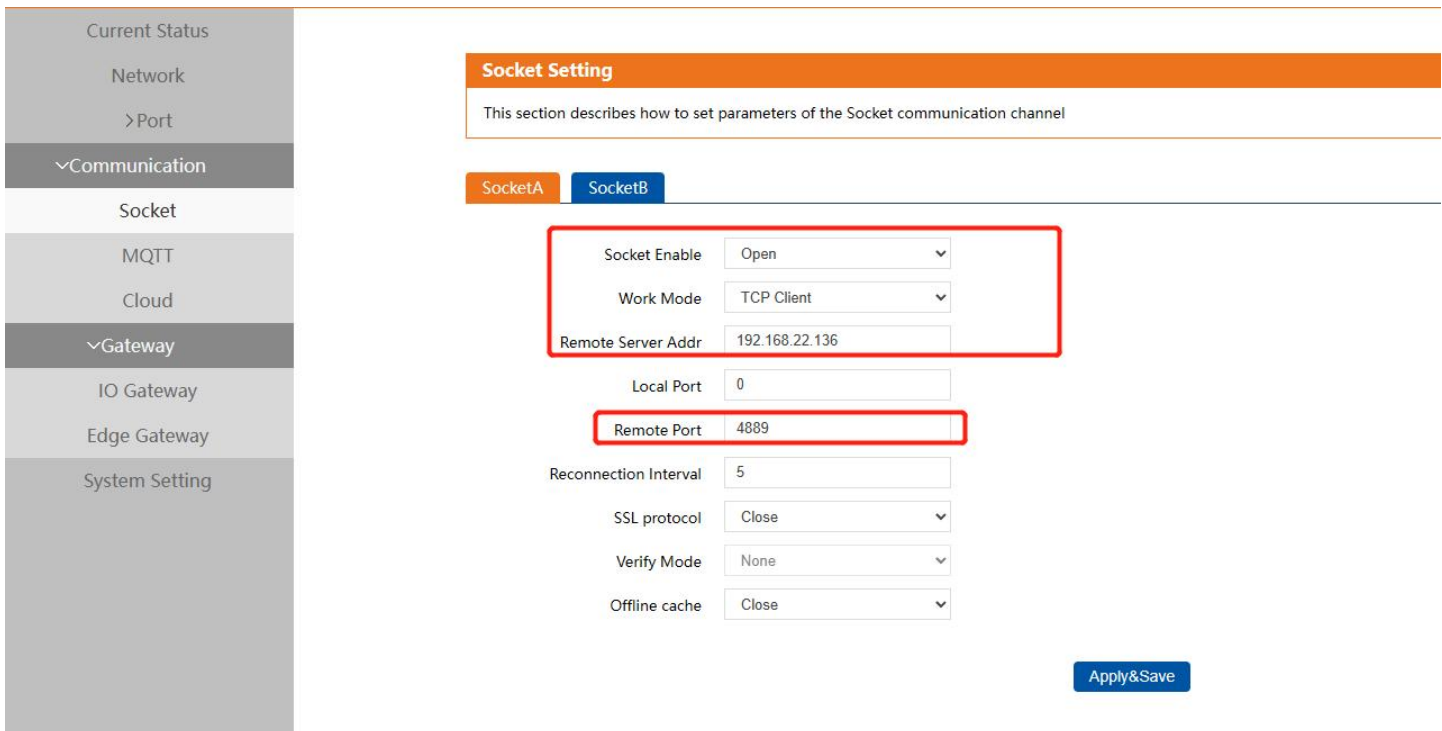 Current Status
Network
>Port
Communication
Socket
MQTT
Cloud
Gateway
IO Gateway
Edge Gateway
System Setting
Socket Setting
This section describes how to set parameters of the Socket communication channel
SocketA SocketB
Socket Enable Open
Work Mode TCP Client
Remote Server Addr 192.168.22.136
Local Port 0
Remote Port 4889
Reconnection Interval 5
SSL protocol Close
Verify Mode None
Offline cache Close
Apply&Save